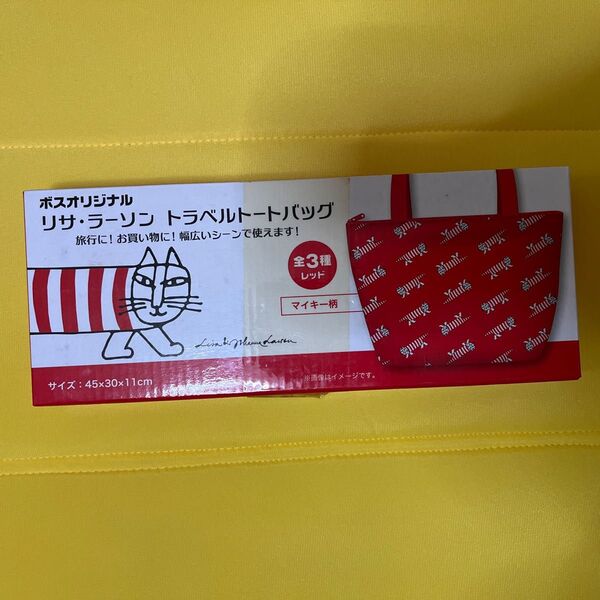 ボスオリジナル
リサ・ラーソン トラベルトートバッグ
旅行に!お買い物に!幅広いシーンで使えます!
全3種
レッド
マイキー柄
サイズ:45×30×11cm
※画像はイメージです。